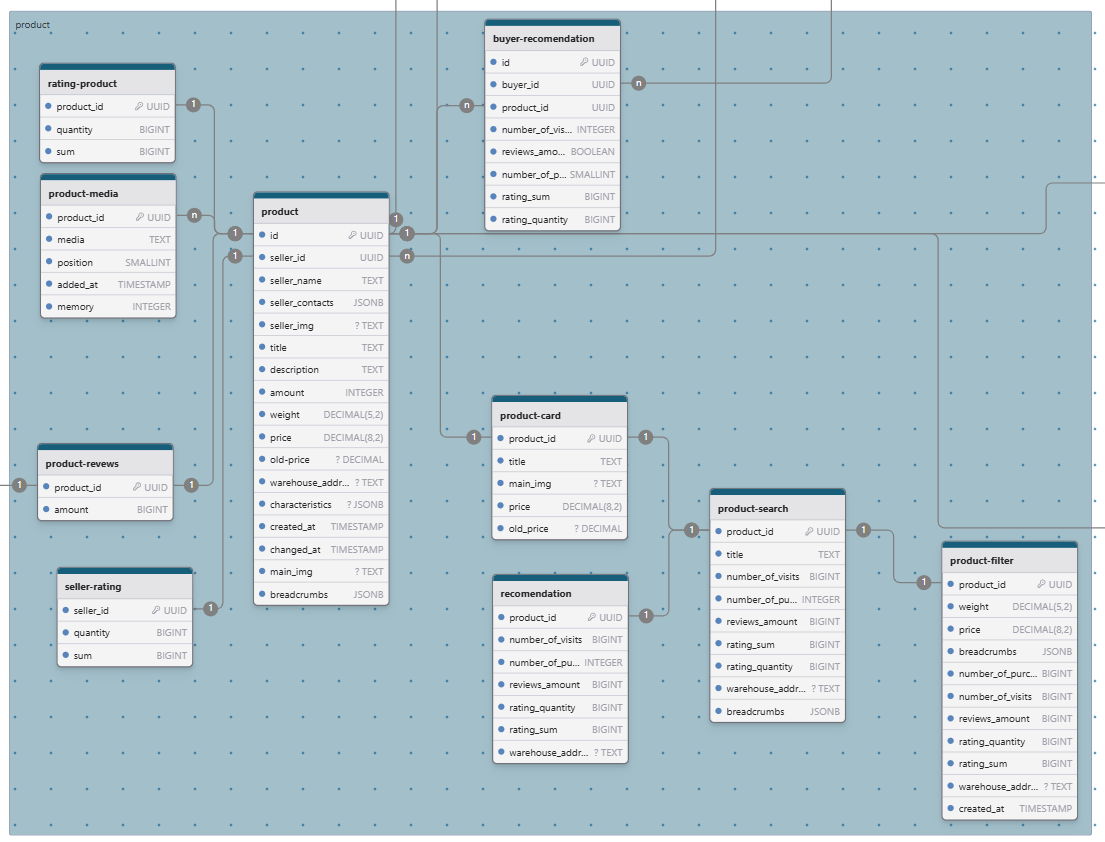 product
rating-product
product_id UUID
quantity BIGINT
sum BIGINT
product-media
product_id UUID
media TEXT
position SMALLINT
added_at TIMESTAMP
memory INTEGER
product-revews
product_id UUID
amount BIGINT
seller-rating
seller_id UUID
quantity BIGINT
sum BIGINT
product
id UUID
seller_id UUID
seller_name TEXT
seller_contacts JSONB
seller_img ? TEXT
title TEXT
description TEXT
amount INTEGER
weight DECIMAL(5,2)
price DECIMAL(8,2)
old-price ? DECIMAL
warehouse_addr... ? TEXT
characteristics ? JSONB
created_at TIMESTAMP
changed_at TIMESTAMP
main_img ? TEXT
breadcrumbs JSONB
buyer-recomendation
id UUID
buyer_id UUID
product_id UUID
number_of_vis... INTEGER
reviews_amo... BOOLEAN
number_of_p... SMALLINT
rating_sum BIGINT
rating_quantity BIGINT
product-card
product_id UUID
title TEXT
main_img ? TEXT
price DECIMAL(8,2)
old_price ? DECIMAL
recomendation
product_id UUID
number_of_visits BIGINT
number_of_pu... INTEGER
reviews_amount BIGINT
rating_quantity BIGINT
rating_sum BIGINT
warehouse_addr... ? TEXT
product-search
product_id UUID
title TEXT
number_of_visits BIGINT
number_of_pu... INTEGER
reviews_amount BIGINT
rating_sum BIGINT
rating_quantity BIGINT
warehouse_addr... ? TEXT
breadcrumbs JSONB
product-filter
product_id UUID
weight DECIMAL(5,2)
price DECIMAL(8,2)
breadcrumbs JSONB
number_of_purc... BIGINT
number_of_visits BIGINT
reviews_amount BIGINT
rating_quantity BIGINT
rating_sum BIGINT
warehouse_addr... ? TEXT
created_at TIMESTAMP
1
n
1
1
1
1
1
1
1
n
n
n
1
1
1
1
1
1